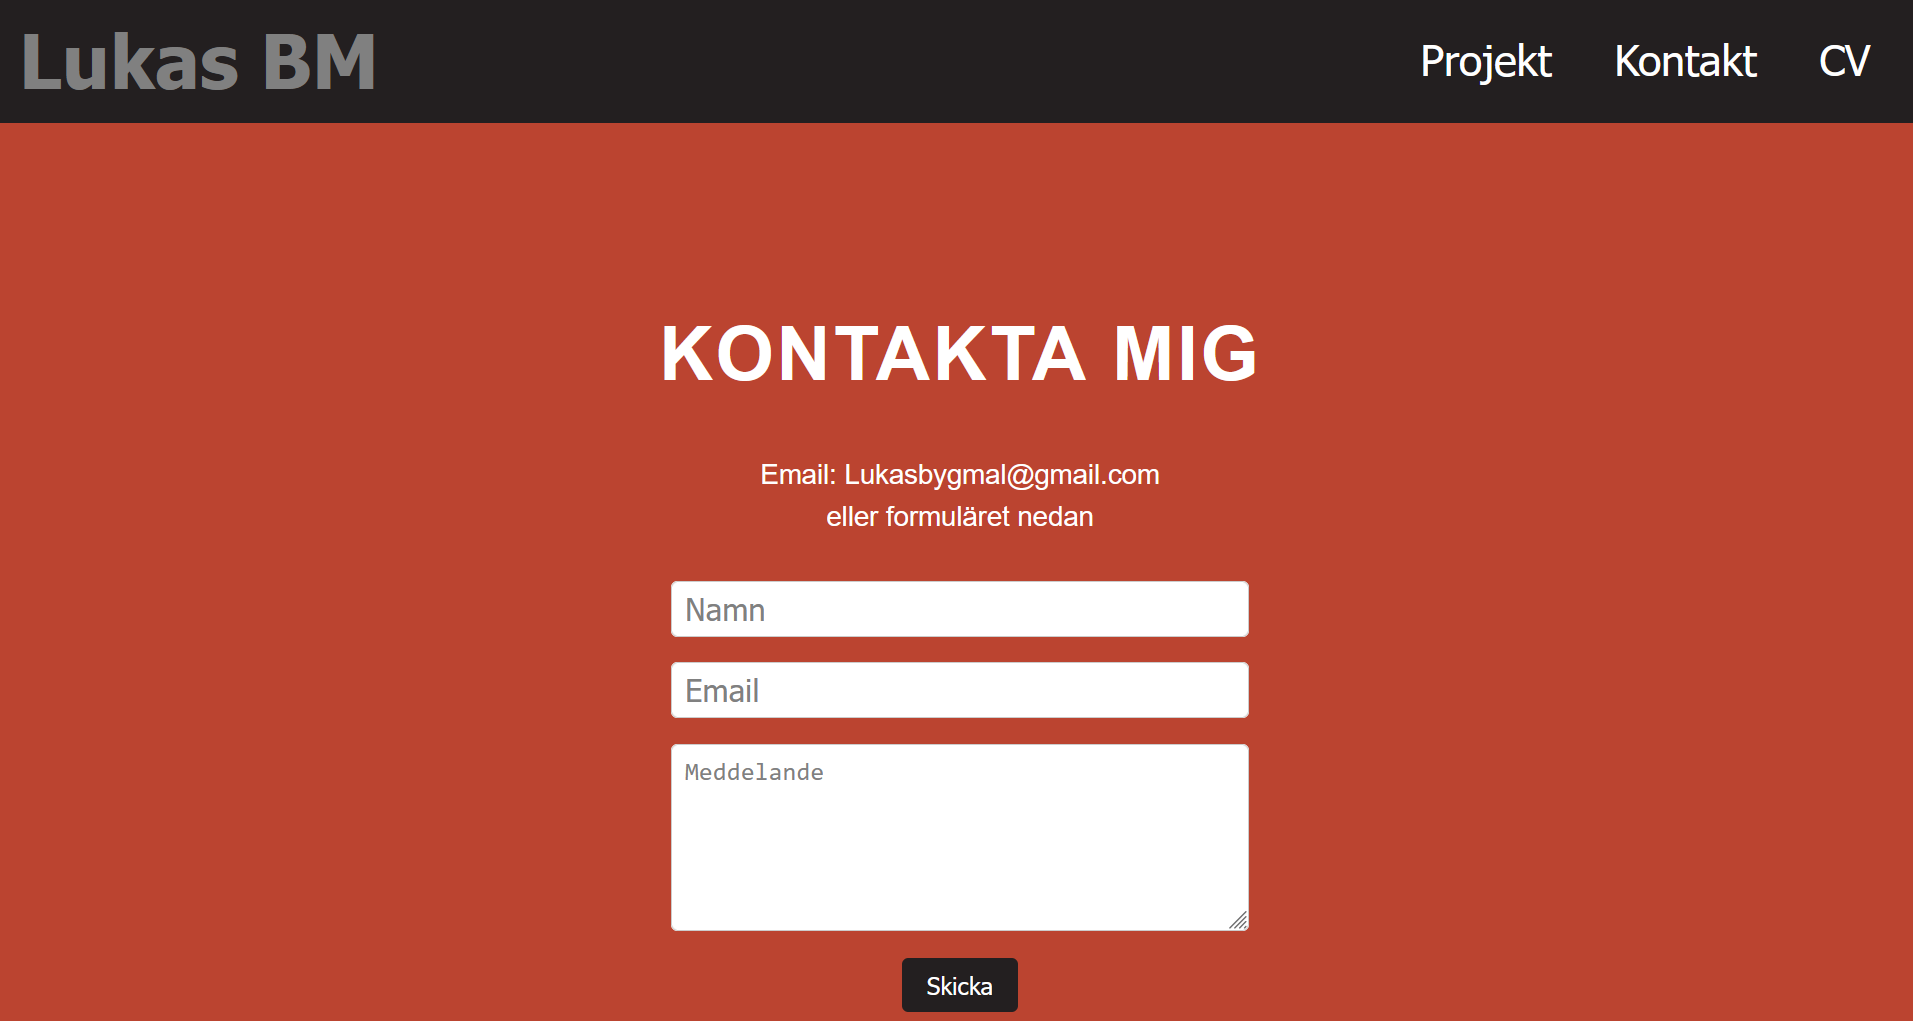 Lukas BM
Projekt Kontakt CV
KONTAKTA MIG
Email: Lukasbygmal@gmail.com
eller formuläret nedan
Namn
Email
Meddelande
Skicka